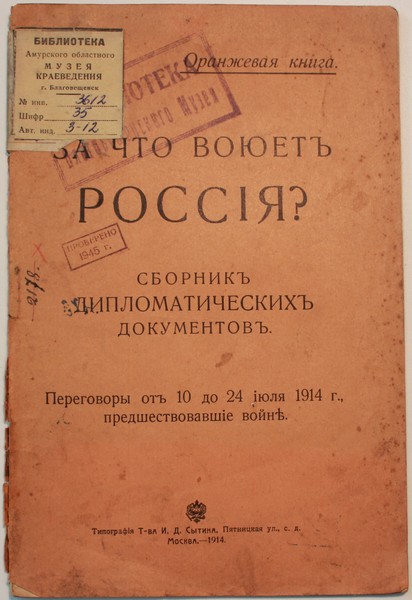 БИБЛИОТЕКА
Амурского областного
МУЗЕЯ
КРАЕВЕДЕНИЯ
г. Благовещенск
№ инв. 3612
Шифр 35
Авт. инд. 3-12
Оранжевая книга.
Музея
ЗА ЧТО ВОЮЕТЪ
РОССІЯ?
ПРОВЕРЕНО
1945 г.
2178.
СБОРНИКЪ
ДИПЛОМАТИЧЕСКИХЪ
ДОКУМЕНТОВЪ.
Переговоры отъ 10 до 24 іюля 1914 г.,
предшествовавшіе войнѣ.
Типографія Т-ва И. Д. Сытина, Пятницкая ул., с. д.
Москва,—1914.